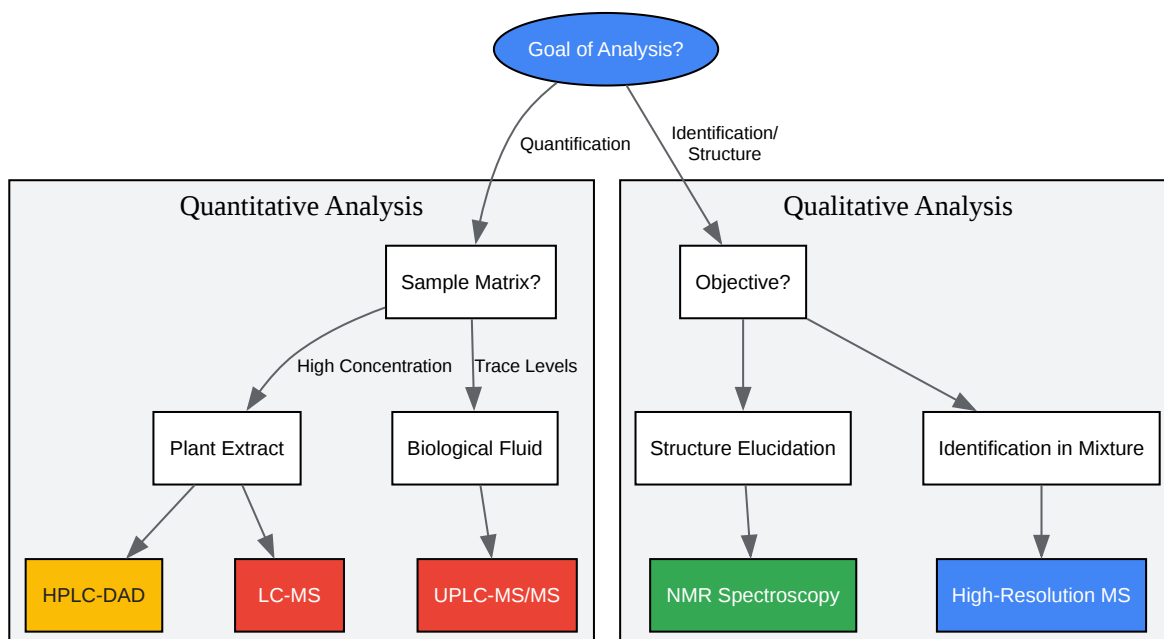 Goal of Analysis?
Quantification
Identification/
Structure
Quantitative Analysis
Qualitative Analysis
Sample Matrix?
Objective?
High Concentration
Trace Levels
Plant Extract
Biological Fluid
Structure Elucidation
Identification in Mixture
HPLC-DAD
LC-MS
UPLC-MS/MS
NMR Spectroscopy
High-Resolution MS